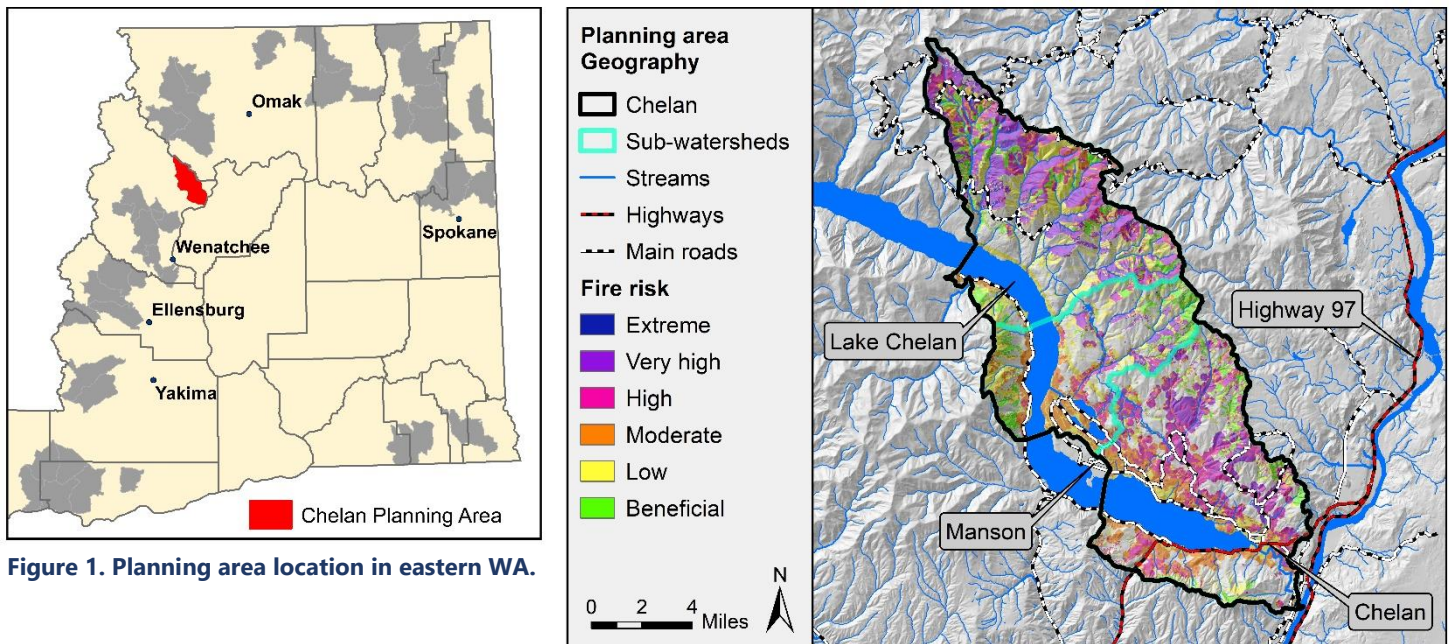 Omak
Spokane
Wenatchee
Ellensburg
Yakima
Chelan Planning Area
Figure 1. Planning area location in eastern WA.
Planning area
Geography
Chelan
Sub-watersheds
Streams
Highways
Main roads
Fire risk
Extreme
Very high
High
Moderate
Low
Beneficial
N
0 2 4
Miles
Lake Chelan
Highway 97
Manson
Chelan